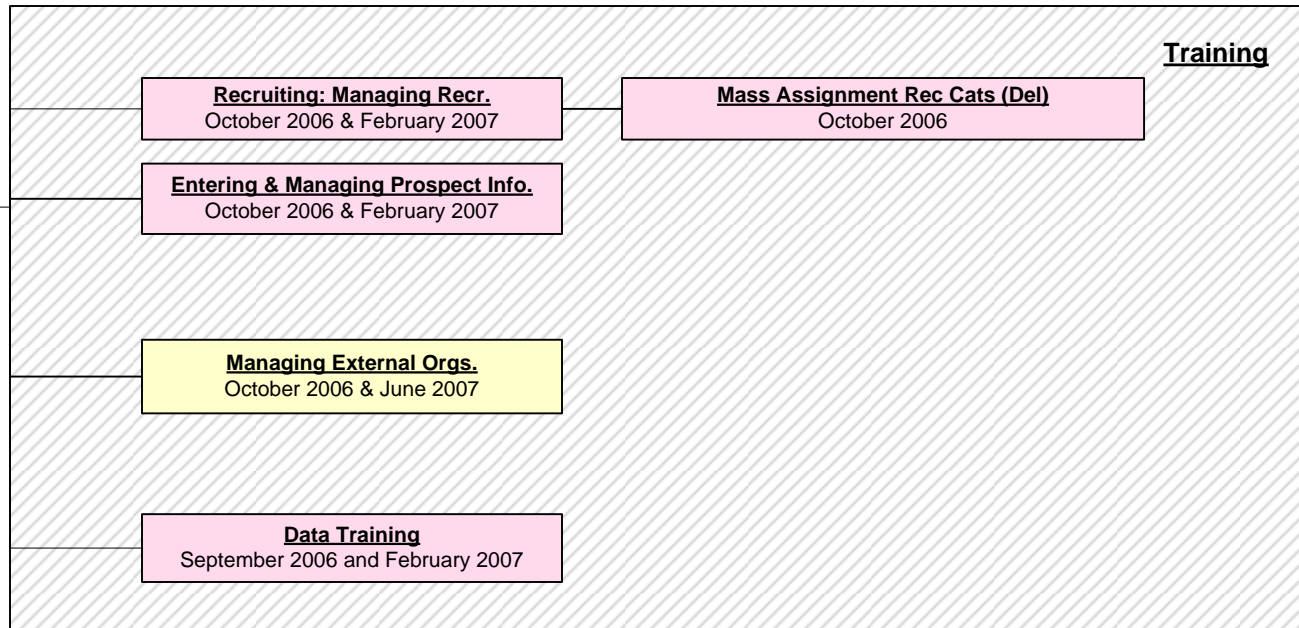 Training
Recruiting: Managing Recr.
October 2006 & February 2007
Mass Assignment Rec Cats (Del)
October 2006
Entering & Managing Prospect Info.
October 2006 & February 2007
Managing External Orgs.
October 2006 & June 2007
Data Training
September 2006 and February 2007